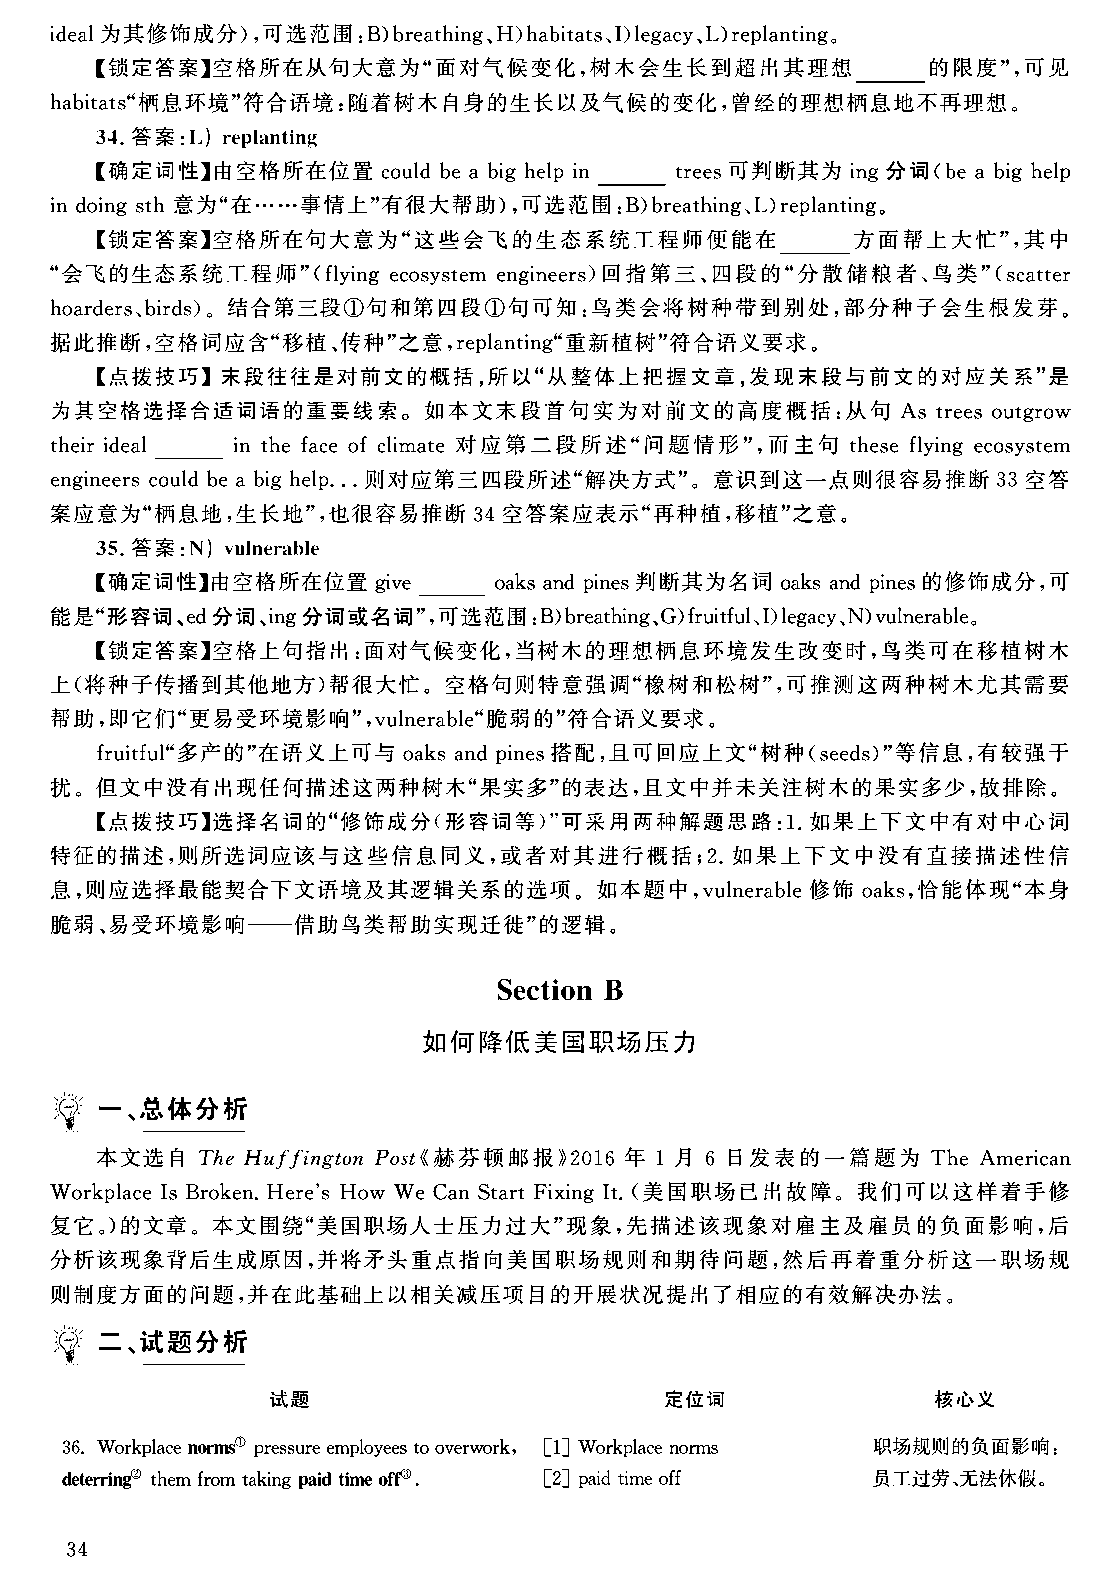 ideal 为其修饰成分),可选范围:B)breathing、H)habitats、I)legacy、L)replanting。
【锁定答案】空格所在从句大意为“面对气候变化,树木会生长到超出其理想______的限度”,可见
habitats“栖息环境”符合语境:随着树木自身的生长以及气候的变化,曾经的理想栖息地不再理想。
34. 答案:L) replanting
【确定词性】由空格所在位置 could be a big help in ______ trees 可判断其为 ing 分词(be a big help
in doing sth 意为“在……事情上”有很大帮助),可选范围:B)breathing、L)replanting。
【锁定答案】空格所在句大意为“这些会飞的生态系统工程师便能在______方面帮上大忙”,其中
“会飞的生态系统工程师”(flying ecosystem engineers)回指第三、四段的“分散储粮者、鸟类”(scatter
hoarders、birds)。结合第三段①句和第四段①句可知:鸟类会将树种带到别处,部分种子会生根发芽。
据此推断,空格词应含“移植、传种”之意,replanting“重新植树”符合语义要求。
【点拨技巧】末段往往是对前文的概括,所以“从整体上把握文章,发现末段与前文的对应关系”是
为其空格选择合适词语的重要线索。如本文末段首句实为对前文的高度概括:从句 As trees outgrow
their ideal ______ in the face of climate 对应第二段所述“问题情形”,而主句 these flying ecosystem
engineers could be a big help... 则对应第三四段所述“解决方式”。意识到这一点则很容易推断 33 空答
案应意为“栖息地,生长地”,也很容易推断 34 空答案应表示“再种植,移植”之意。
35. 答案:N) vulnerable
【确定词性】由空格所在位置 give ______ oaks and pines 判断其为名词 oaks and pines 的修饰成分,可
能是“形容词、ed 分词、ing 分词或名词”,可选范围:B)breathing、G)fruitful、I)legacy、N)vulnerable。
【锁定答案】空格上句指出:面对气候变化,当树木的理想栖息环境发生改变时,鸟类可在移植树木
上(将种子传播到其他地方)帮很大忙。空格句则特意强调“橡树和松树”,可推测这两种树木尤其需要
帮助,即它们“更易受环境影响”,vulnerable“脆弱的”符合语义要求。
fruitful“多产的”在语义上可与 oaks and pines 搭配,且可回应上文“树种(seeds)”等信息,有较强干
扰。但文中没有出现任何描述这两种树木“果实多”的表达,且文中并未关注树木的果实多少,故排除。
【点拨技巧】选择名词的“修饰成分(形容词等)”可采用两种解题思路:1. 如果上下文中有对中心词
特征的描述,则所选词应该与这些信息同义,或者对其进行概括;2. 如果上下文中没有直接描述性信
息,则应选择最能契合下文语境及其逻辑关系的选项。如本题中,vulnerable 修饰 oaks,恰能体现“本身
脆弱、易受环境影响——借助鸟类帮助实现迁徙”的逻辑。
Section B
如何降低美国职场压力
一、总体分析
本文选自 The Huffington Post《赫芬顿邮报》2016 年 1 月 6 日发表的一篇题为 The American
Workplace Is Broken. Here's How We Can Start Fixing It.(美国职场已出故障。我们可以这样着手修
复它。)的文章。本文围绕“美国职场人士压力过大”现象,先描述该现象对雇主及雇员的负面影响,后
分析该现象背后生成原因,并将矛头重点指向美国职场规则和期待问题,然后再着重分析这一职场规
则制度方面的问题,并在此基础上以相关减压项目的开展状况提出了相应的有效解决办法。
二、试题分析
试题 定位词 核心义
36. Workplace norms① pressure employees to overwork, [1] Workplace norms 职场规则的负面影响:
deterring② them from taking paid time off③. [2] paid time off 员工过劳、无法休假。
34